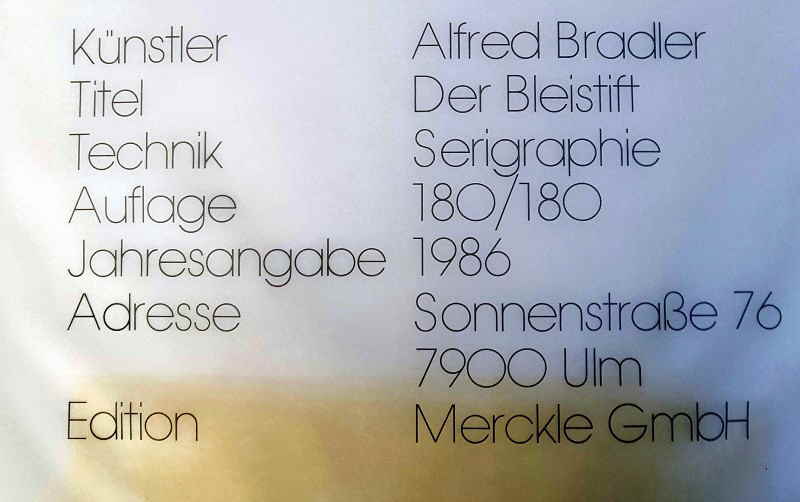 Künstler Alfred Bradler
Titel Der Bleistift
Technik Serigraphie
Auflage 180/180
Jahresangabe 1986
Adresse Sonnenstraße 76
7900 Ulm
Edition Merckle GmbH